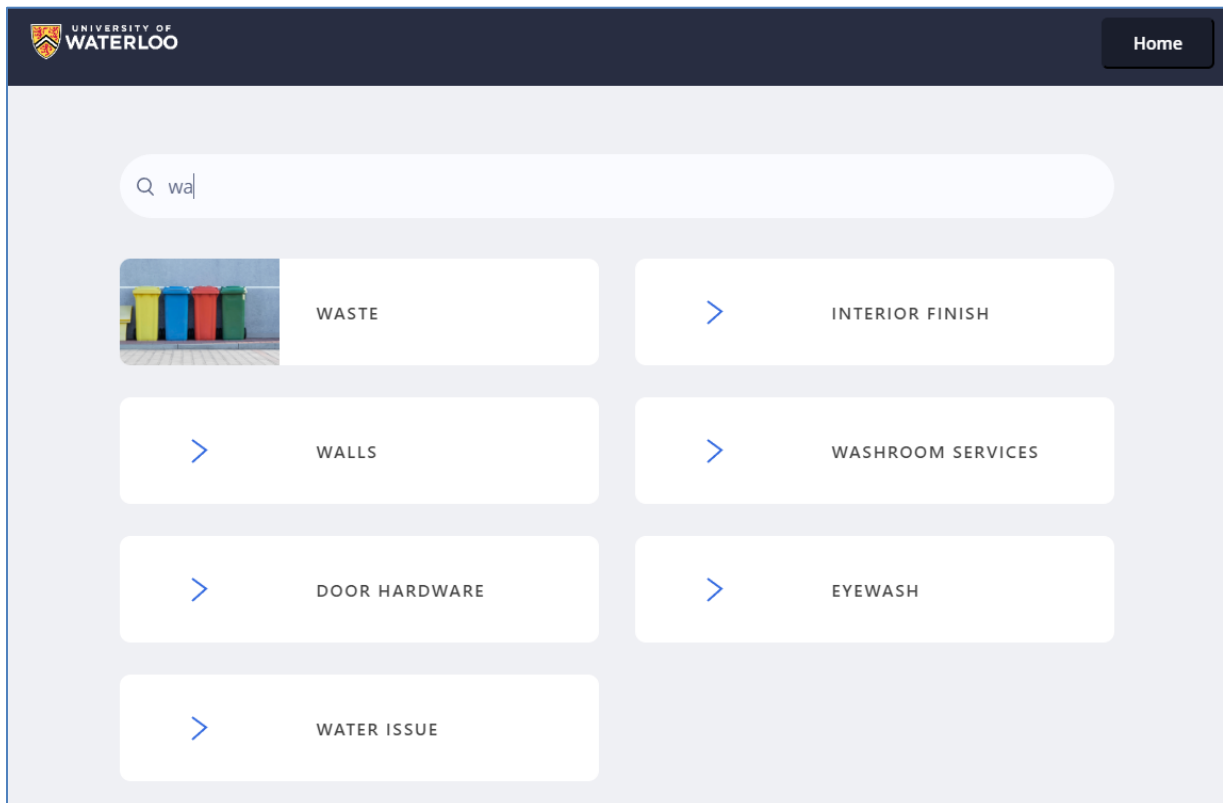 UNIVERSITY OF
WATERLOO
Home
wa
WASTE
INTERIOR FINISH
WALLS
WASHROOM SERVICES
DOOR HARDWARE
EYEWASH
WATER ISSUE